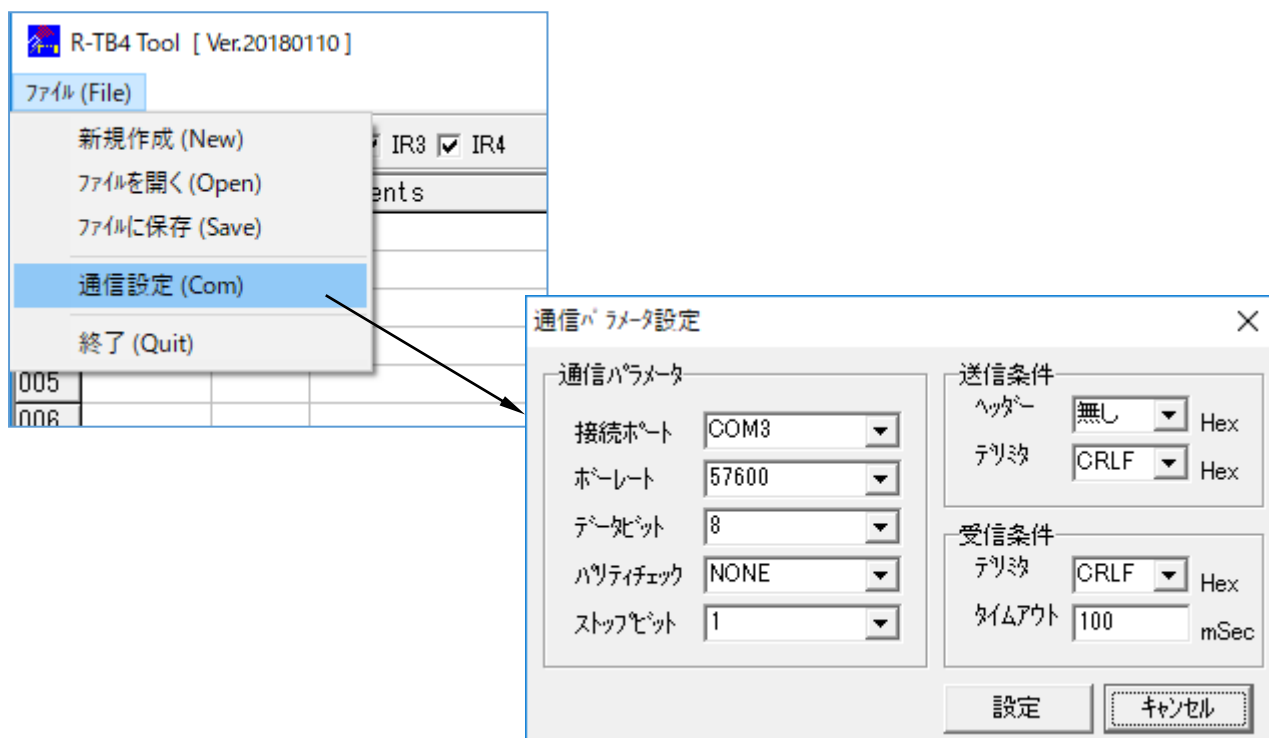 R-TB4 Tool [ Ver.20180110 ]
ﾌｧｲﾙ (File)
新規作成 (New)
ﾌｧｲﾙを開く (Open)
ﾌｧｲﾙに保存 (Save)
通信設定 (Com)
終了 (Quit)
IR3 IR4
ents
005
006
通信ﾊﾟﾗﾒｰﾀ設定
通信ﾊﾟﾗﾒｰﾀ
接続ﾎﾟｰﾄ COM3
ﾎﾞｰﾚｰﾄ 57600
ﾃﾞｰﾀﾋﾞｯﾄ 8
ﾊﾟﾘﾃｨﾁｪｯｸ NONE
ｽﾄｯﾌﾟﾋﾞｯﾄ 1
送信条件
ﾍｯﾀﾞｰ 無し Hex
ﾃﾞﾘﾐﾀ CRLF Hex
受信条件
ﾃﾞﾘﾐﾀ CRLF Hex
ﾀｲﾑｱｳﾄ 100 mSec
設定 ｷｬﾝｾﾙ